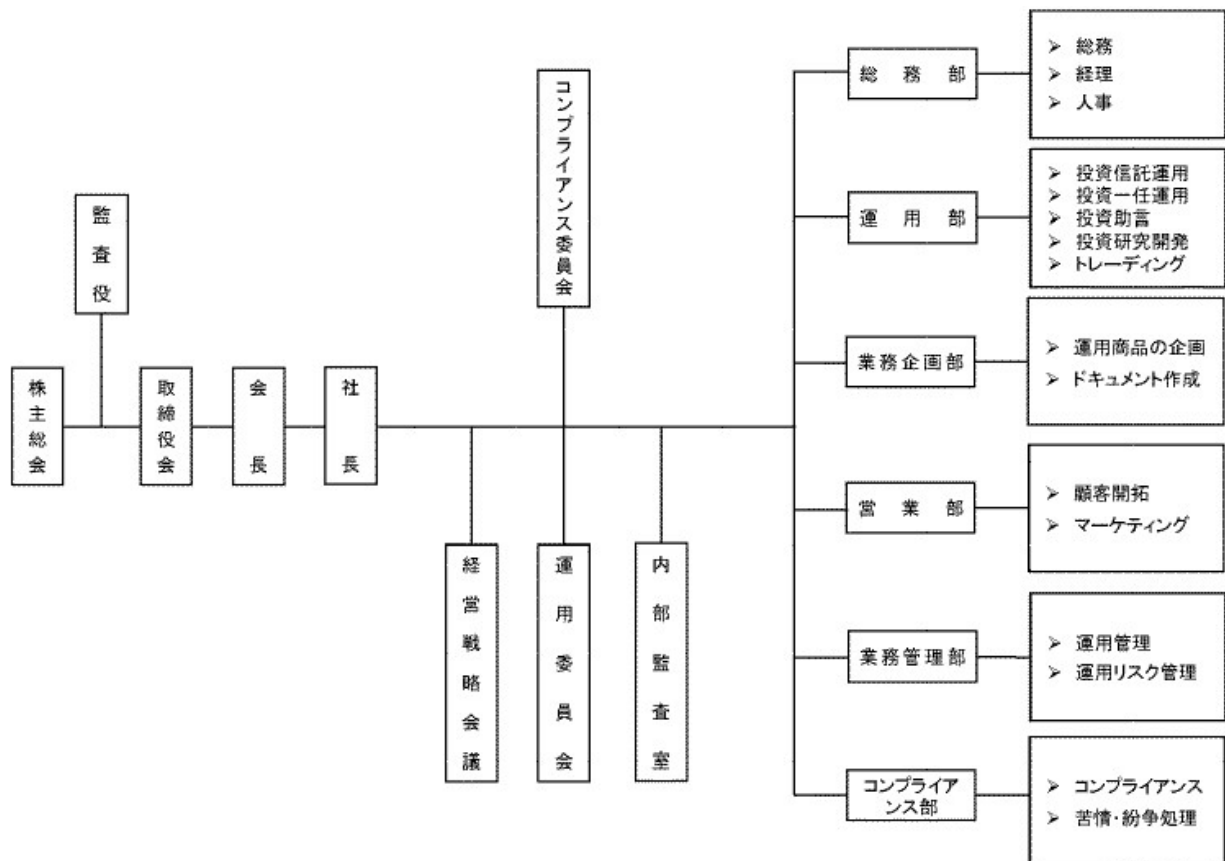 株主総会
監査役
取締役会
会長
社長
コンプライアンス委員会
経営戦略会議
運用委員会
内部監査室
総務部
➢ 総務
➢ 経理
➢ 人事
運用部
➢ 投資信託運用
➢ 投資一任運用
➢ 投資助言
➢ 投資研究開発
➢ トレーディング
業務企画部
➢ 運用商品の企画
➢ ドキュメント作成
営業部
➢ 顧客開拓
➢ マーケティング
業務管理部
➢ 運用管理
➢ 運用リスク管理
コンプライア
ンス部
➢ コンプライアンス
➢ 苦情・紛争処理